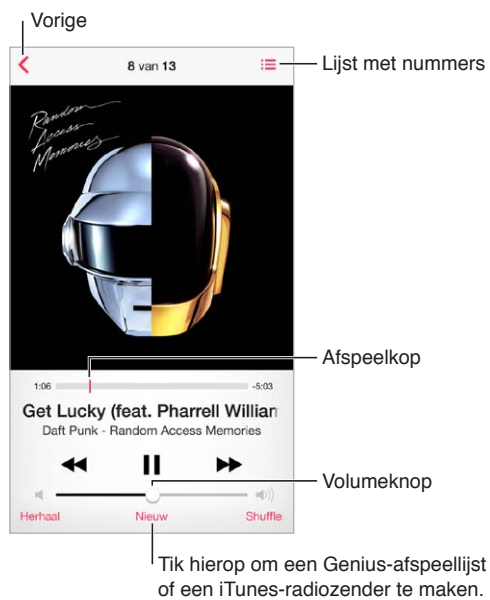 Vorige
8 van 13
Lijst met nummers
Random
Access
Memories
Afspeelkop
1:06
-5:03
Get Lucky (feat. Pharrell Willian
Daft Punk - Random Access Memories
Volumeknop
Herhaal
Nieuw
Shuffle
Tik hierop om een Genius-afspeellijst
of een iTunes-radiozender te maken.